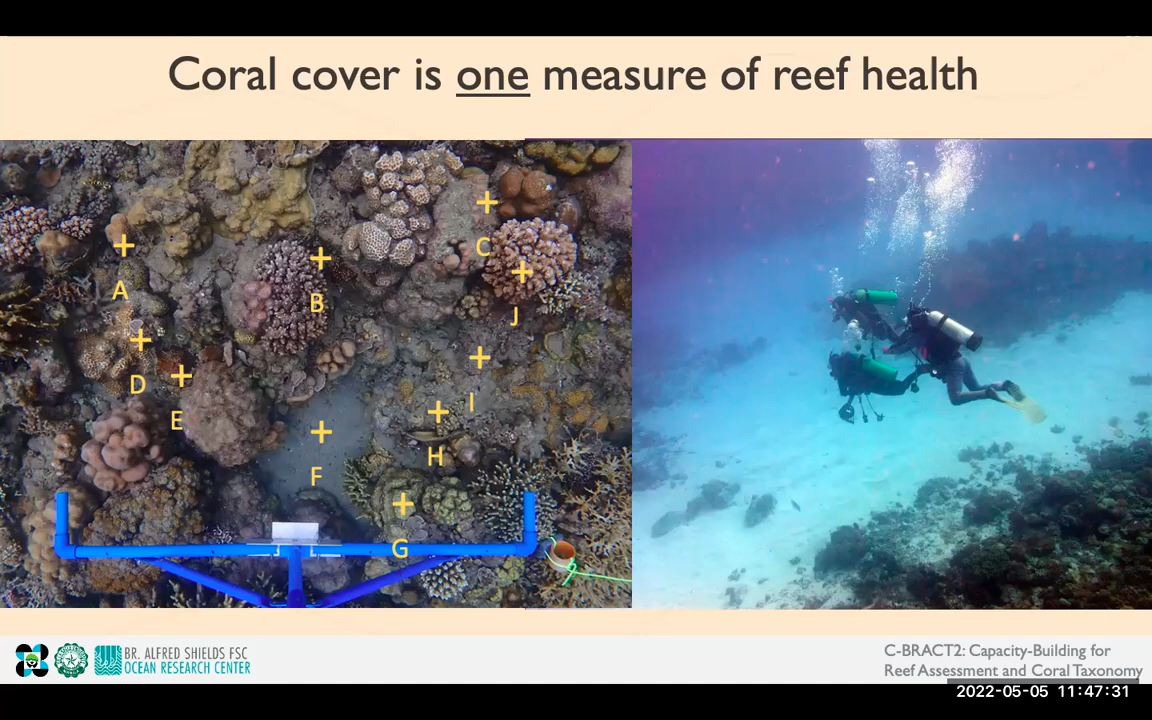 Coral cover is one measure of reef health
C
A
B
J
D
I
E
H
F
G
BR. ALFRED SHIELDS FSC
OCEAN RESEARCH CENTER
C-BRACT2: Capacity-Building for
Reef Assessment and Coral Taxonomy
2022-05-05 11:47:31